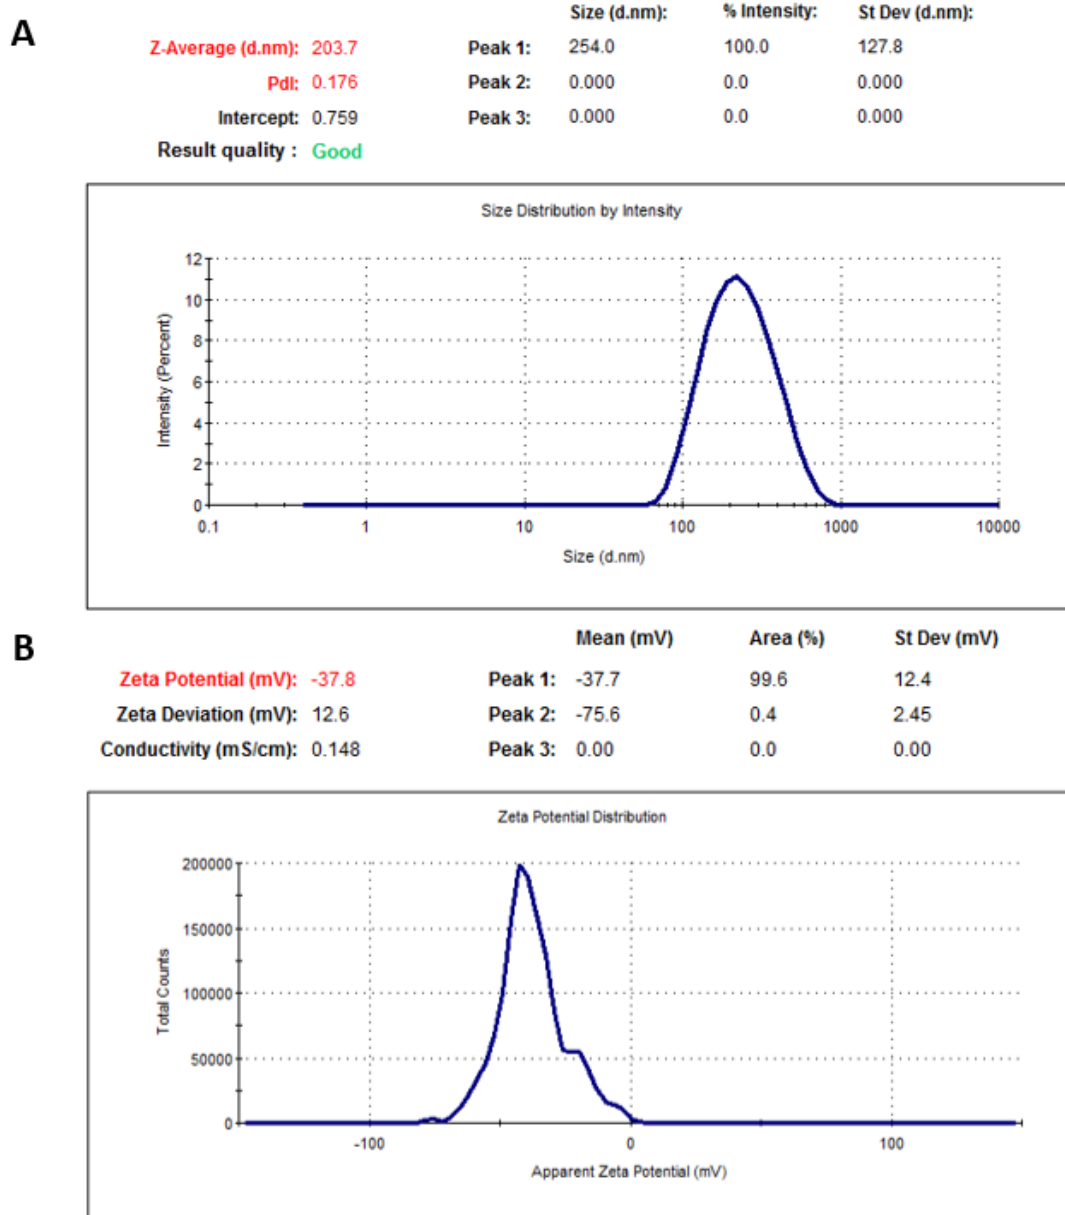 A
Size (d.nm): % Intensity: St Dev (d.nm):
Z-Average (d.nm): 203.7 Peak 1: 254.0 100.0 127.8
PdI: 0.176 Peak 2: 0.000 0.0 0.000
Intercept: 0.759 Peak 3: 0.000 0.0 0.000
Result quality : Good
Size Distribution by Intensity
Intensity (Percent)
12
10
8
6
4
2
0
0.1 1 10 100 1000 10000
Size (d.nm)
B
Mean (mV) Area (%) St Dev (mV)
Zeta Potential (mV): -37.8 Peak 1: -37.7 99.6 12.4
Zeta Deviation (mV): 12.6 Peak 2: -75.6 0.4 2.45
Conductivity (mS/cm): 0.148 Peak 3: 0.00 0.0 0.00
Zeta Potential Distribution
Total Counts
200000
150000
100000
50000
0
-100 0 100
Apparent Zeta Potential (mV)